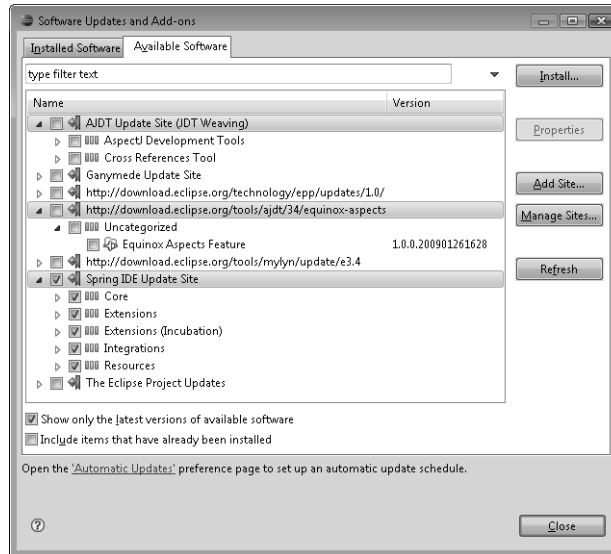 Software Updates and Add-ons
Installed Software
Available Software
type filter text
Install...
Name Version
AJDT Update Site (JDT Weaving)
AspectJ Development Tools
Cross References Tool
Ganymede Update Site
http://download.eclipse.org/technology/epp/updates/1.0/
http://download.eclipse.org/tools/ajdt/34/equinox-aspects
Uncategorized
Equinox Aspects Feature 1.0.0.200901261628
http://download.eclipse.org/tools/mylyn/update/e3.4
Spring IDE Update Site
Core
Extensions
Extensions (Incubation)
Integrations
Resources
The Eclipse Project Updates
Properties
Add Site...
Manage Sites...
Refresh
Show only the latest versions of available software
Include items that have already been installed
Open the 'Automatic Updates' preference page to set up an automatic update schedule.
?
Close